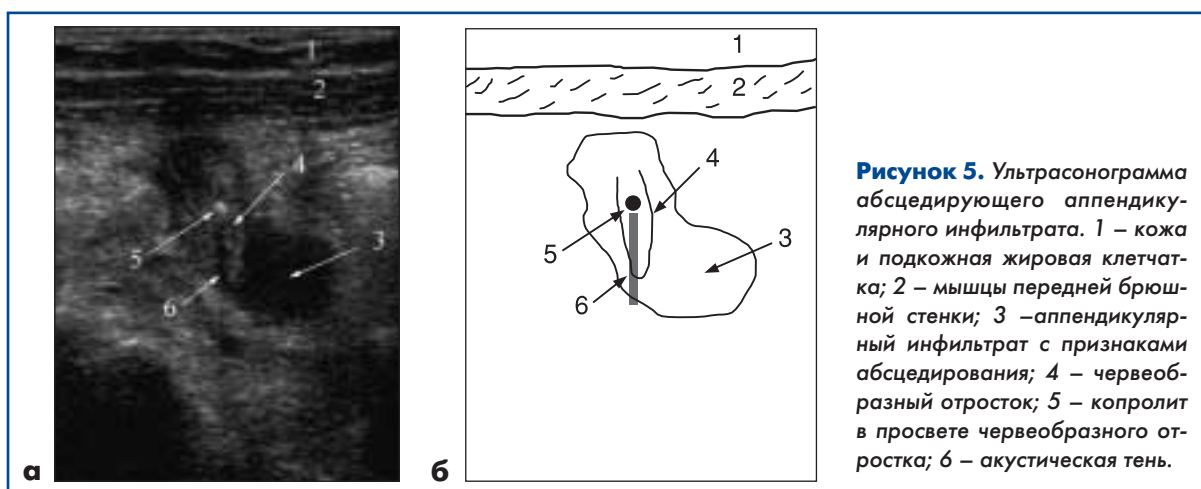 1
2
4
5
3
6
а
1
2
4
5
3
6
б
Рисунок 5. Ультрасонограмма
абсцедирующего аппендику-
лярного инфильтрата. 1 – кожа
и подкожная жировая клетчат-
ка; 2 – мышцы передней брюш-
ной стенки; 3 –аппендикуляр-
ный инфильтрат с признаками
абсцедирования; 4 – червеоб-
разный отросток; 5 – копролит
в просвете червеобразного от-
ростка; 6 – акустическая тень.